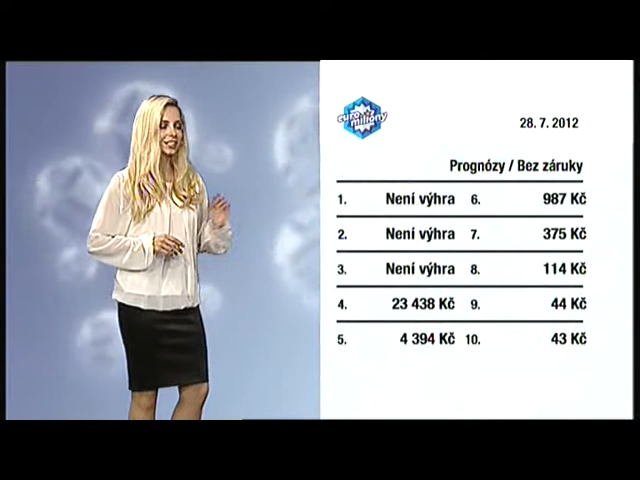 euro
miliony
28. 7. 2012
Prognózy / Bez záruky
1. Není výhra 6. 987 Kč
2. Není výhra 7. 375 Kč
3. Není výhra 8. 114 Kč
4. 23 438 Kč 9. 44 Kč
5. 4 394 Kč 10. 43 Kč